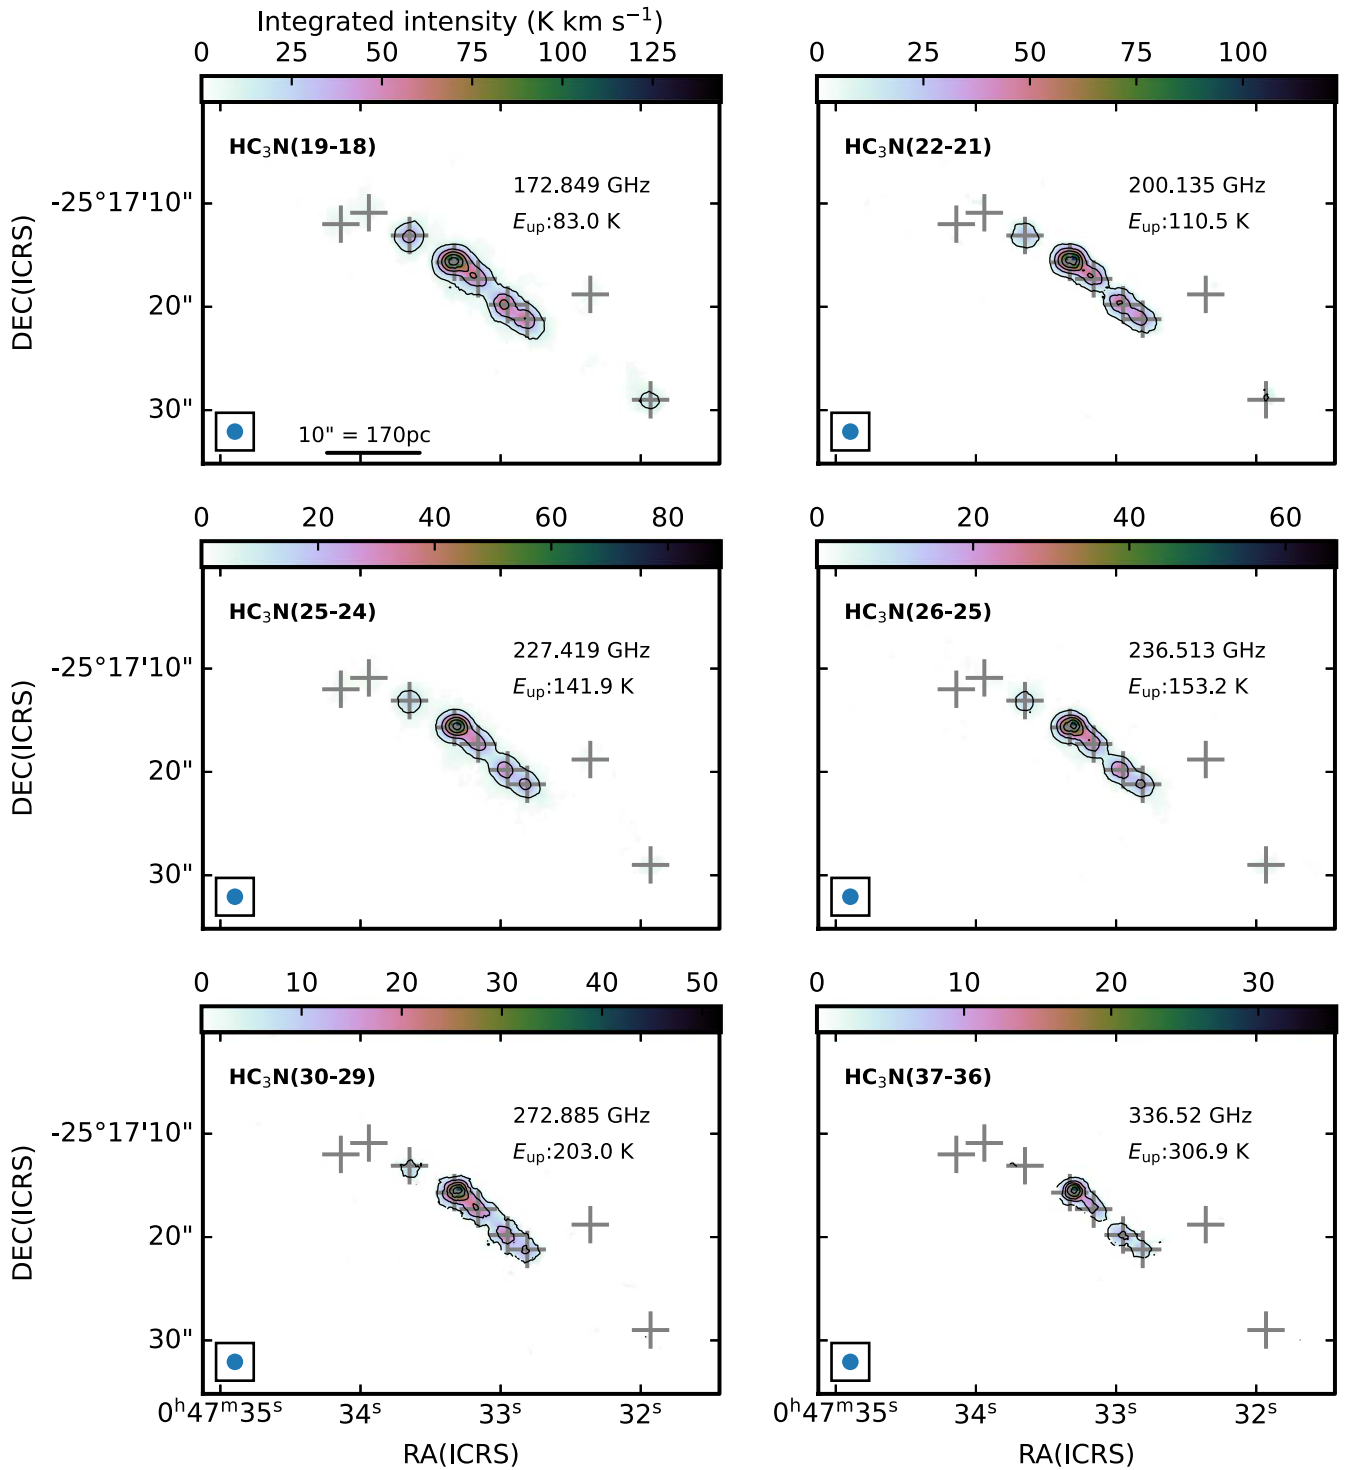 Integrated intensity (K km s⁻¹)
0 25 50 75 100 125
0 25 50 75 100
HC₃N(19-18)
172.849 GHz
E_up:83.0 K
10" = 170pc
HC₃N(22-21)
200.135 GHz
E_up:110.5 K
DEC(ICRS)
-25°17'10"
20"
30"
0 20 40 60 80
0 20 40 60
HC₃N(25-24)
227.419 GHz
E_up:141.9 K
HC₃N(26-25)
236.513 GHz
E_up:153.2 K
DEC(ICRS)
-25°17'10"
20"
30"
0 10 20 30 40 50
0 10 20 30
HC₃N(30-29)
272.885 GHz
E_up:203.0 K
HC₃N(37-36)
336.52 GHz
E_up:306.9 K
DEC(ICRS)
-25°17'10"
20"
30"
0ʰ47ᵐ35ˢ 34ˢ 33ˢ 32ˢ
0ʰ47ᵐ35ˢ 34ˢ 33ˢ 32ˢ
RA(ICRS)
RA(ICRS)